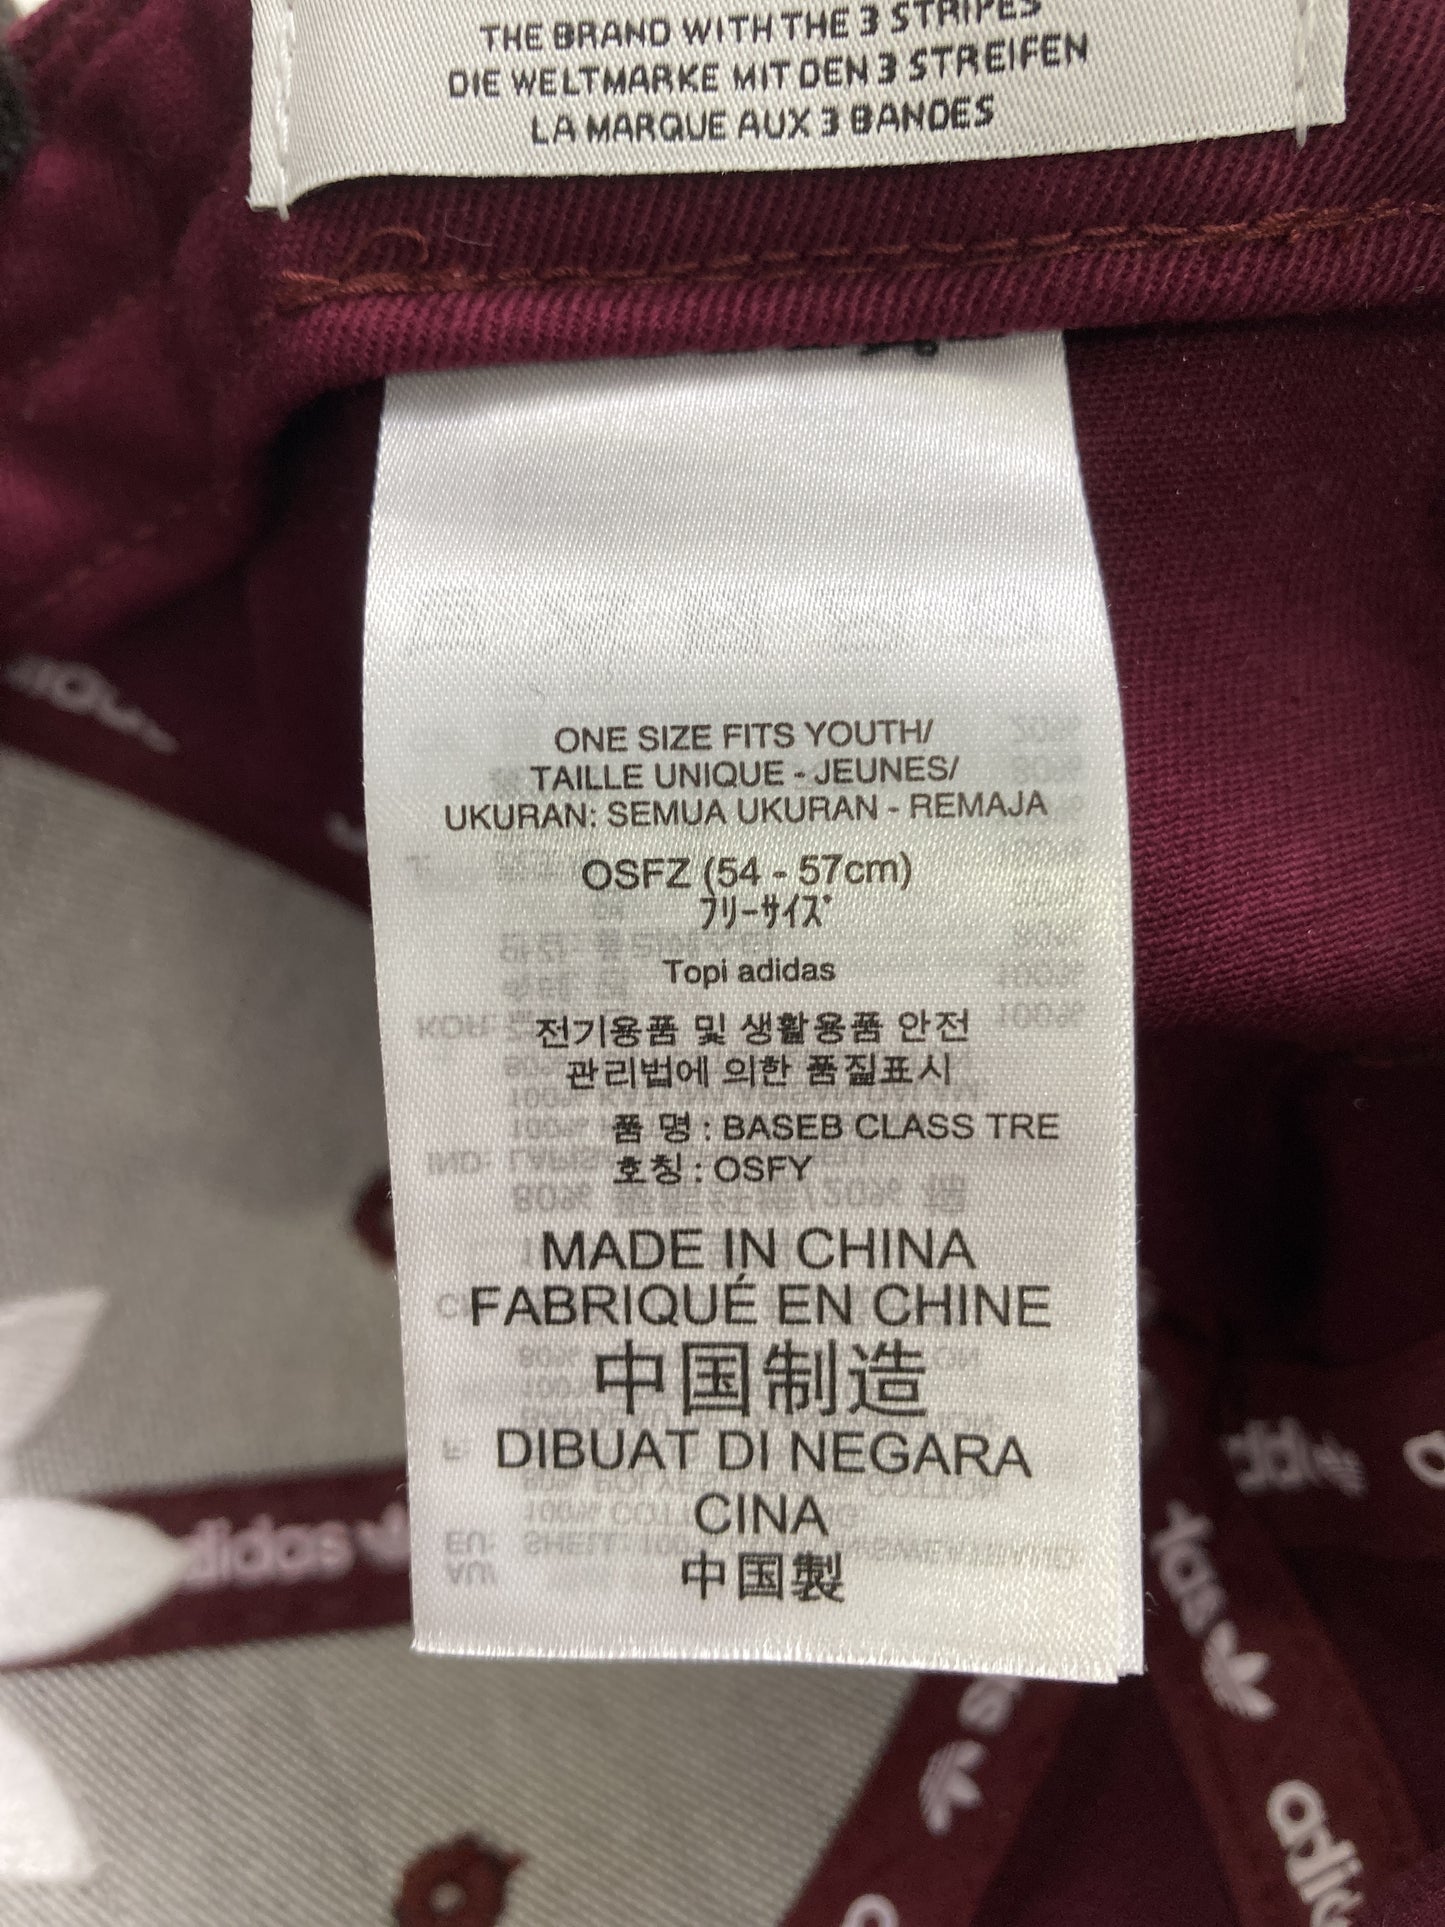 THE BRAND WITH THE 3 STRIPES
DIE WELTMARKE MIT DEN 3 STREIFEN
LA MARQUE AUX 3 BANDES
ONE SIZE FITS YOUTH/
TAILLE UNIQUE - JEUNES/
UKURAN: SEMUA UKURAN - REMAJA
OSFZ (54 - 57cm)
ﾌﾘｰｻｲｽﾞ
Topi adidas
전기용품 및 생활용품 안전
관리법에 의한 품질표시
품 명 : BASEB CLASS TRE
호칭 : OSFY
MADE IN CHINA
FABRIQUÉ EN CHINE
中国制造
DIBUAT DI NEGARA
CINA
中国製
adidas